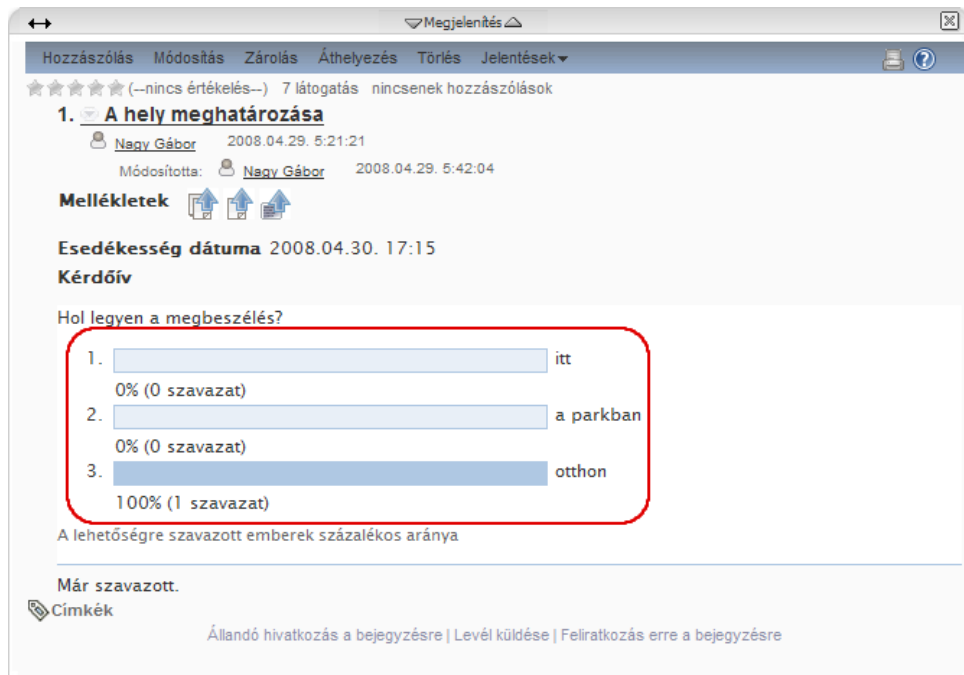 Megjelenítés
Hozzászólás Módosítás Zárolás Áthelyezés Törlés Jelentések
(--nincs értékelés--) 7 látogatás nincsenek hozzászólások
1. A hely meghatározása
Nagy Gábor 2008.04.29. 5:21:21
Módosította: Nagy Gábor 2008.04.29. 5:42:04
Mellékletek
Esedékesség dátuma 2008.04.30. 17:15
Kérdőív
Hol legyen a megbeszélés?
1. itt
0% (0 szavazat)
2. a parkban
0% (0 szavazat)
3. otthon
100% (1 szavazat)
A lehetőségre szavazott emberek százalékos aránya
Már szavazott.
Címkék
Állandó hivatkozás a bejegyzésre | Levél küldése | Feliratkozás erre a bejegyzésre